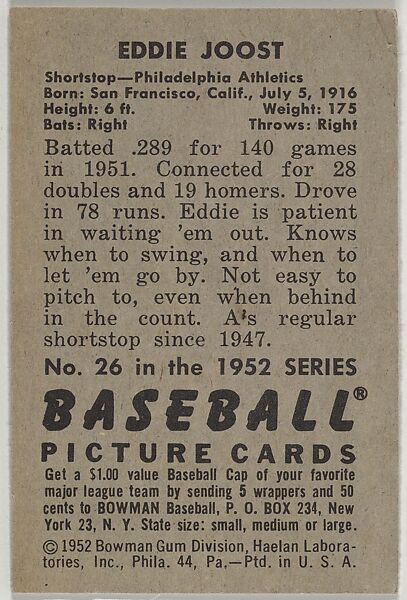 EDDIE JOOST
Shortstop—Philadelphia Athletics
Born: San Francisco, Calif., July 5, 1916
Height: 6 ft. Weight: 175
Bats: Right Throws: Right
Batted .289 for 140 games
in 1951. Connected for 28
doubles and 19 homers. Drove
in 78 runs. Eddie is patient
in waiting 'em out. Knows
when to swing, and when to
let 'em go by. Not easy to
pitch to, even when behind
in the count. A's regular
shortstop since 1947.
No. 26 in the 1952 SERIES
BASEBALL®
PICTURE CARDS
Get a $1.00 value Baseball Cap of your favorite
major league team by sending 5 wrappers and 50
cents to BOWMAN Baseball, P. O. BOX 234, New
York 23, N. Y. State size: small, medium or large.
© 1952 Bowman Gum Division, Haelan Labora-
tories, Inc., Phila. 44, Pa.—Ptd. in U. S. A.